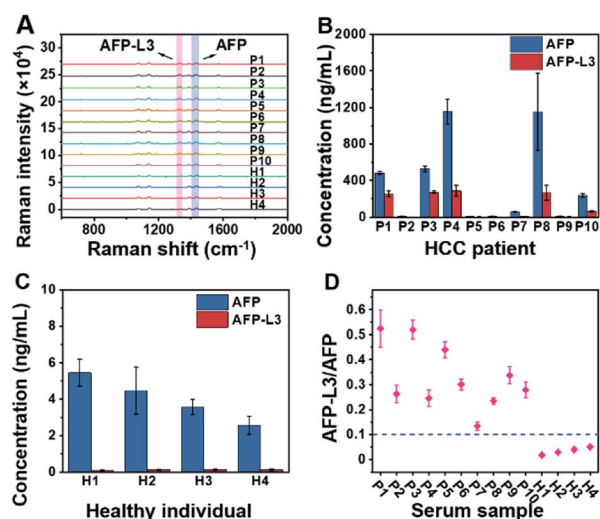 A
AFP-L3
AFP
Raman intensity (×10⁴)
30
25
20
15
10
5
0
P1
P2
P3
P4
P5
P6
P7
P8
P9
P10
H1
H2
H3
H4
800
1200
1600
2000
Raman shift (cm⁻¹)
B
AFP
AFP-L3
Concentration (ng/mL)
2000
1600
1200
800
400
0
P1 P2 P3 P4 P5 P6 P7 P8 P9 P10
HCC patient
C
AFP
AFP-L3
Concentration (ng/mL)
10
8
6
4
2
0
H1 H2 H3 H4
Healthy individual
D
AFP-L3/AFP
0.6
0.5
0.4
0.3
0.2
0.1
0
P1 P2 P3 P4 P5 P6 P7 P8 P9 P10 H1 H2 H3 H4
Serum sample